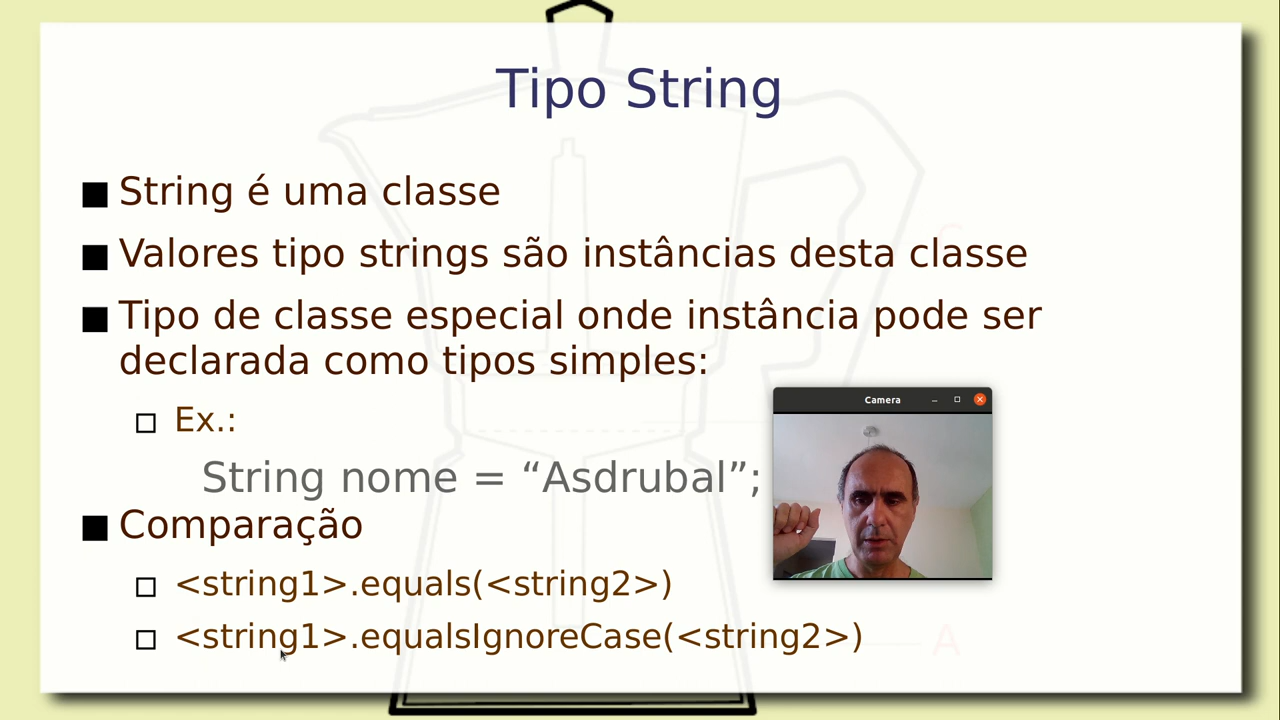 Tipo String
String é uma classe
Valores tipo strings são instâncias desta classe
Tipo de classe especial onde instância pode ser
declarada como tipos simples:
Ex.:
String nome = “Asdrubal”;
Camera
Comparação
<string1>.equals(<string2>)
<string1>.equalsIgnoreCase(<string2>)
C
A